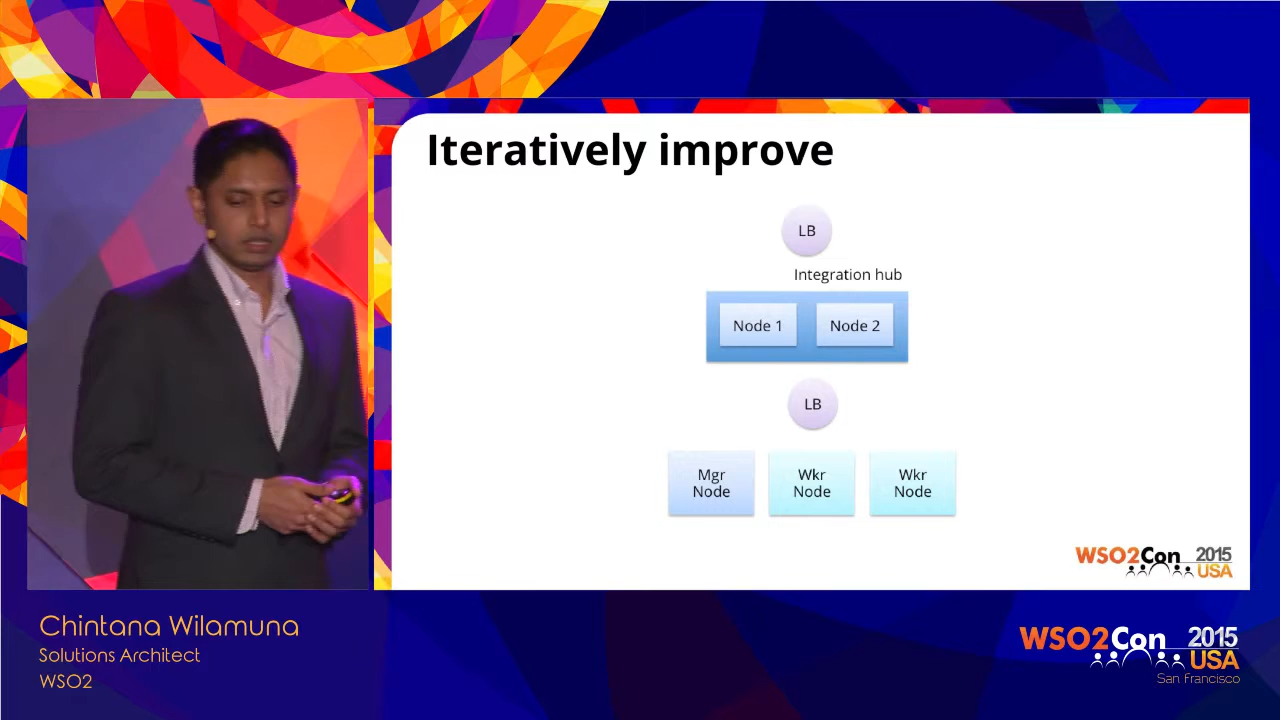 Iteratively improve
LB
Integration hub
Node 1
Node 2
LB
Mgr
Node
Wkr
Node
Wkr
Node
WSO2Con 2015
USA
Chintana Wilamuna
Solutions Architect
WSO2
WSO2Con 2015
USA
San Francisco